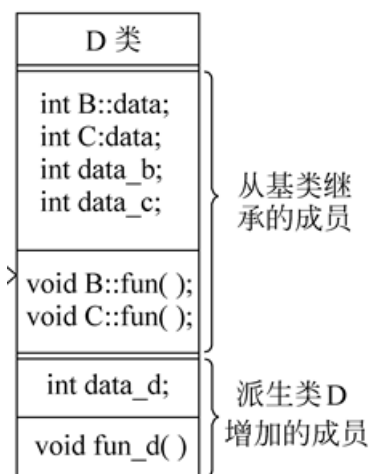 D 类
int B::data;
int C:data;
int data_b;
int data_c;
从基类继
承的成员
void B::fun( );
void C::fun( );
int data_d;
void fun_d( )
派生类D
增加的成员